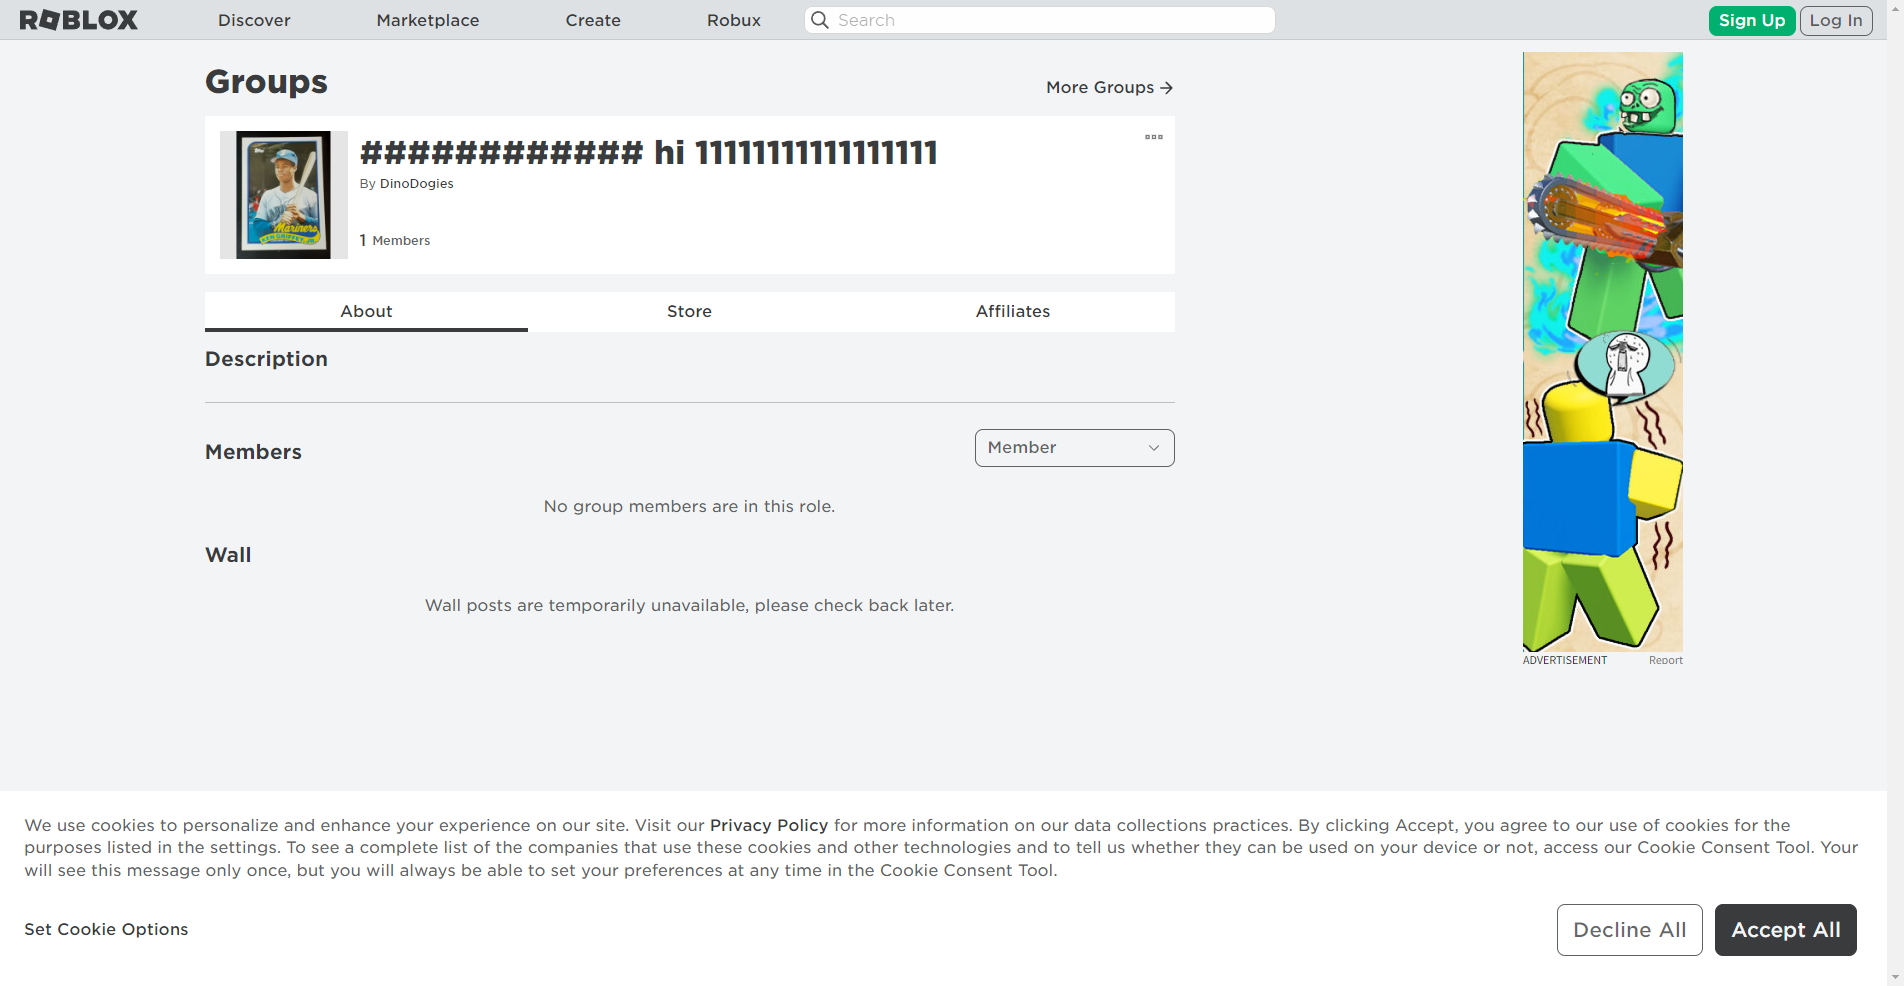 ROBLOX
Discover
Marketplace
Create
Robux
Search
Sign Up
Log In
Groups
More Groups →
############ hi 11111111111111111
By DinoDogies
1 Members
Mariners
About
Store
Affiliates
Description
Members
Member
No group members are in this role.
Wall
Wall posts are temporarily unavailable, please check back later.
ADVERTISEMENT
Report
We use cookies to personalize and enhance your experience on our site. Visit our Privacy Policy for more information on our data collections practices. By clicking Accept, you agree to our use of cookies for the
purposes listed in the settings. To see a complete list of the companies that use these cookies and other technologies and to tell us whether they can be used on your device or not, access our Cookie Consent Tool. Your
will see this message only once, but you will always be able to set your preferences at any time in the Cookie Consent Tool.
Set Cookie Options
Decline All
Accept All